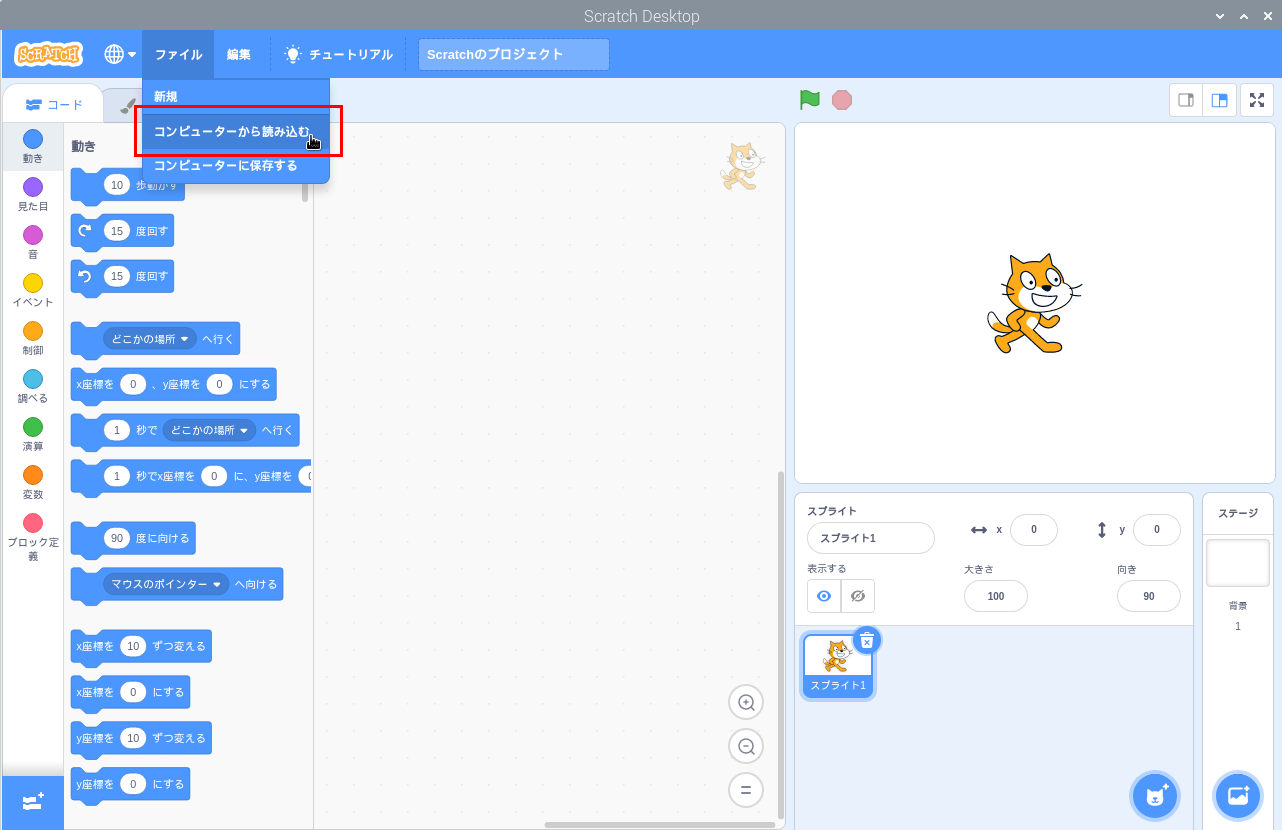 Scratch Desktop
SCRATCH
ファイル
編集
チュートリアル
Scratchのプロジェクト
新規
コンピューターから読み込む
コンピューターに保存する
コード
動き
見た目
音
イベント
制御
調べる
演算
変数
ブロック定
義
動き
10 歩動かす
15 度回す
15 度回す
どこかの場所 へ行く
x座標を 0 、y座標を 0 にする
1 秒で どこかの場所 へ行く
1 秒でx座標を 0 に、y座標を
90 度に向ける
マウスのポインター へ向ける
x座標を 10 ずつ変える
x座標を 0 にする
y座標を 10 ずつ変える
y座標を 0 にする
スプライト
スプライト1
x 0
y 0
表示する
大きさ
100
向き
90
スプライト1
ステージ
背景
1